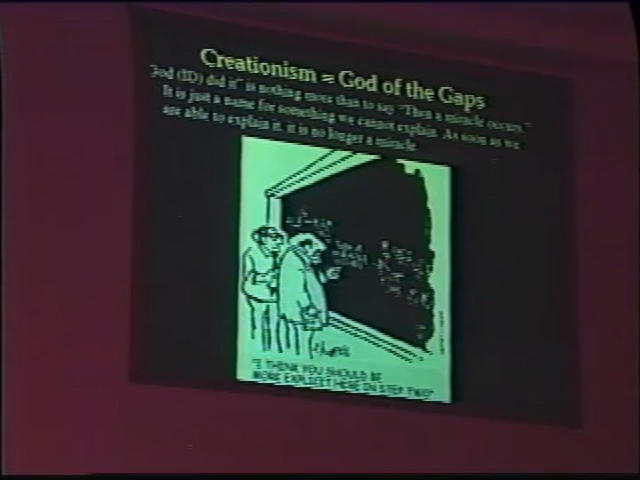 Creationism = God of the Gaps
God (ID) did it" is nothing more than to say "Then a miracle occurs."
It is just a name for something we cannot explain. As soon as we
are able to explain it, it is no longer a miracle.
"I THINK YOU SHOULD BE
MORE EXPLICIT HERE IN STEP TWO"